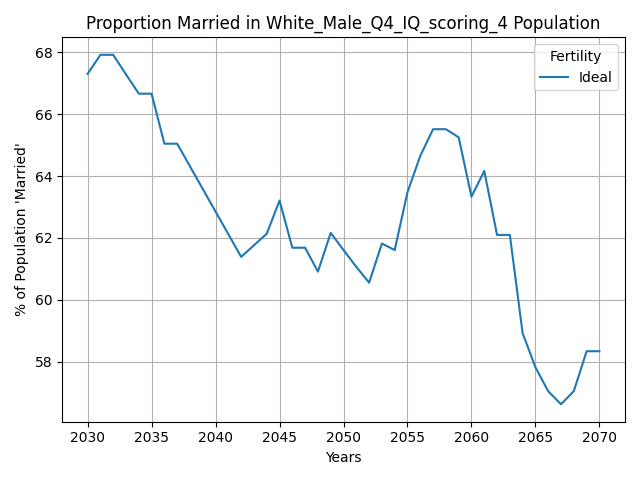 Proportion Married in White_Male_Q4_IQ_scoring_4 Population
Fertility
Ideal
% of Population 'Married'
68
66
64
62
60
58
2030 2035 2040 2045 2050 2055 2060 2065 2070
Years